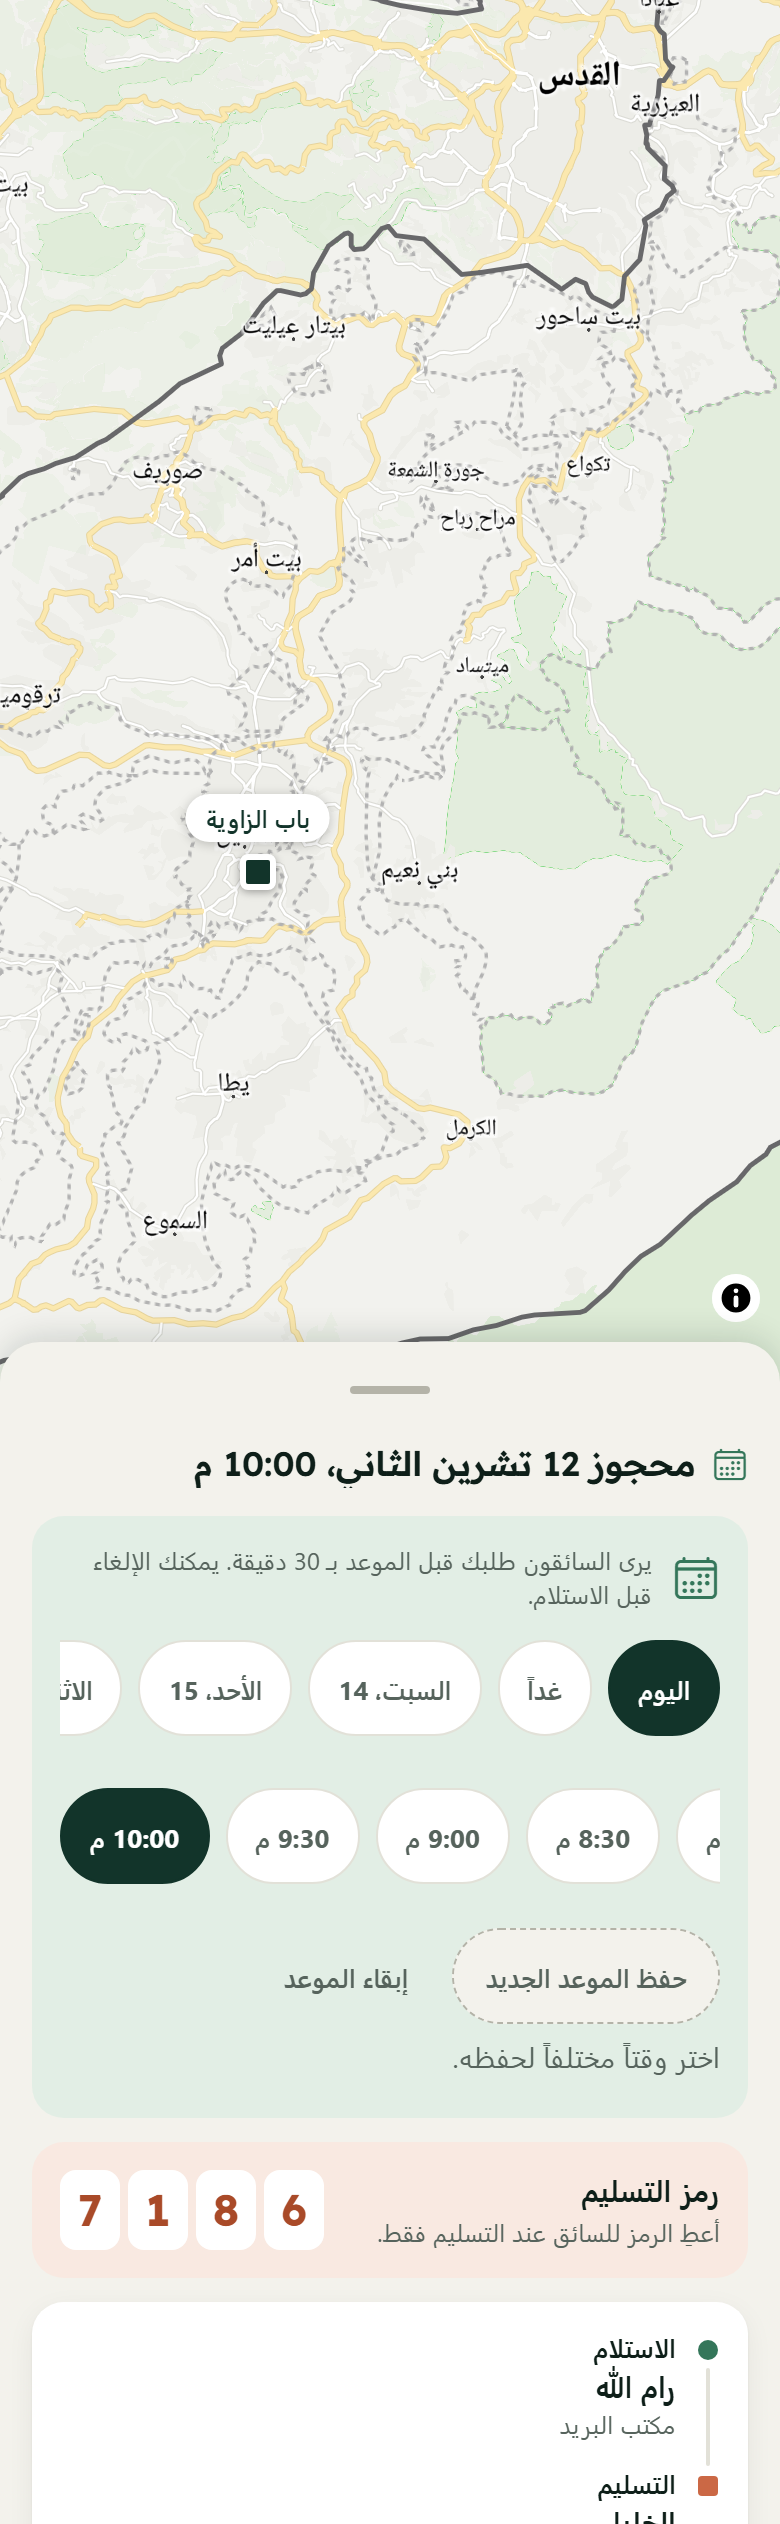 القدس
العيزرية
بيتار عيليت
بيت ساحور
صوريف
جورة الشمعة
تكواع
مراح رباح
بيت أمر
ميتساد
باب الزاوية
بني نعيم
يطا
الكرمل
السموع
محجوز 12 تشرين الثاني، 10:00 م
يرى السائقون طلبك قبل الموعد بـ 30 دقيقة. يمكنك الإلغاء
قبل الاستلام.
اليوم
غداً
السبت، 14
الأحد، 15
م
8:30 م
9:00 م
9:30 م
10:00 م
حفظ الموعد الجديد
إبقاء الموعد
اختر وقتاً مختلفاً لحفظه.
رمز التسليم
7 1 8 6
أعطِ الرمز للسائق عند التسليم فقط.
الاستلام
رام الله
مكتب البريد
التسليم